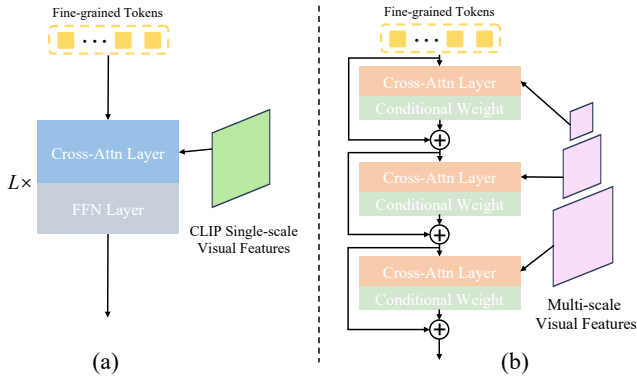 Fine-grained Tokens
...
Cross-Attn Layer
FFN Layer
L×
CLIP Single-scale
Visual Features
(a)
Fine-grained Tokens
...
Cross-Attn Layer
Conditional Weight
Cross-Attn Layer
Conditional Weight
Cross-Attn Layer
Conditional Weight
Multi-scale
Visual Features
(b)